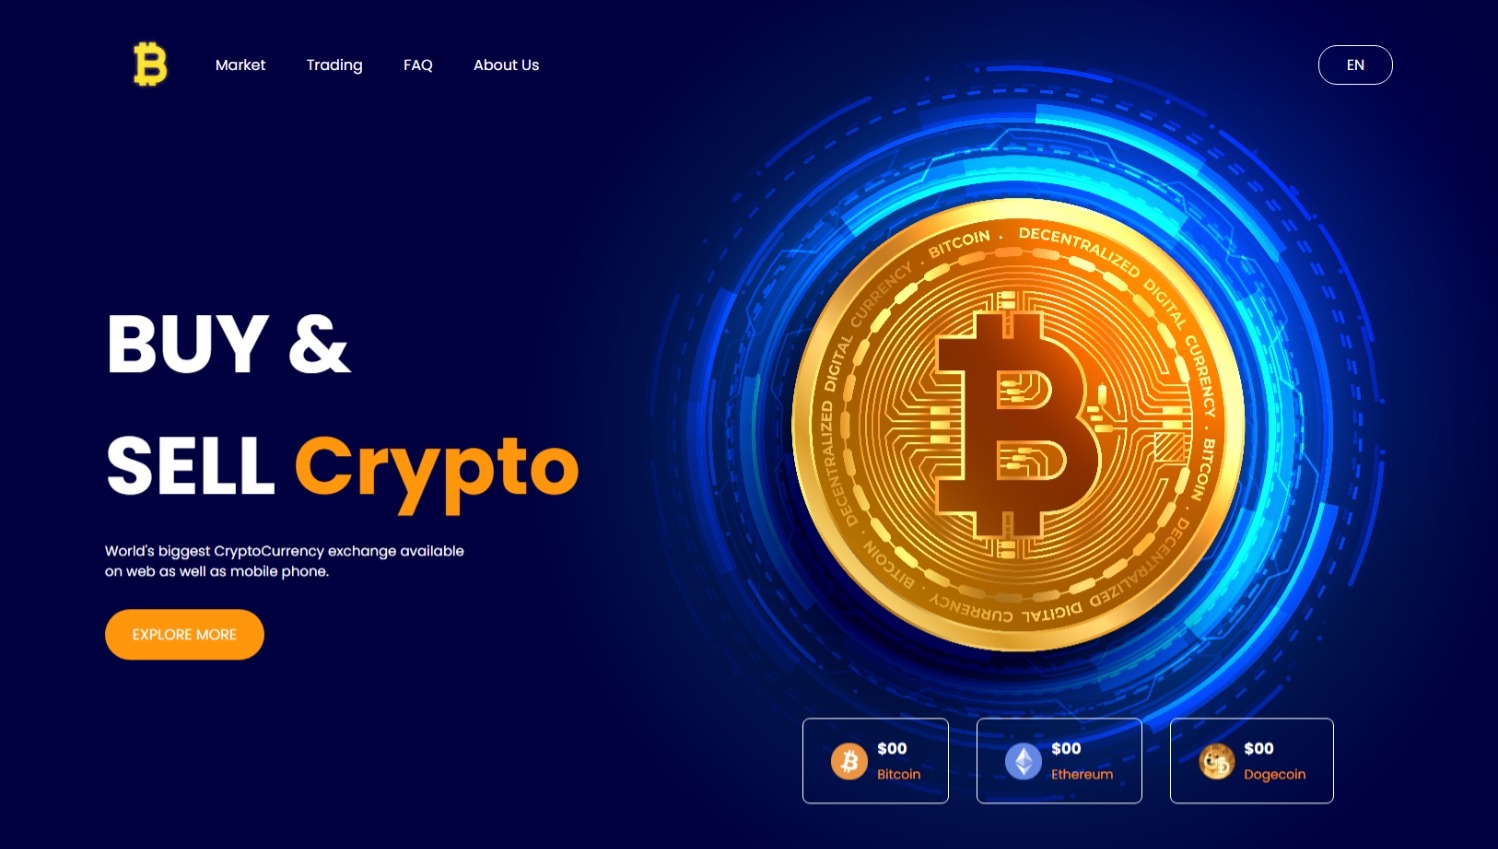 Market Trading FAQ About Us
EN
BUY &
SELL Crypto
World's biggest CryptoCurrency exchange available
on web as well as mobile phone.
EXPLORE MORE
DECENTRALIZED DIGITAL CURRENCY · BITCOIN · DECENTRALIZED DIGITAL CURRENCY · BITCOIN · DECENTRALIZED DIGITAL CURRENCY · BITCOIN ·
$00
Bitcoin
$00
Ethereum
$00
Dogecoin